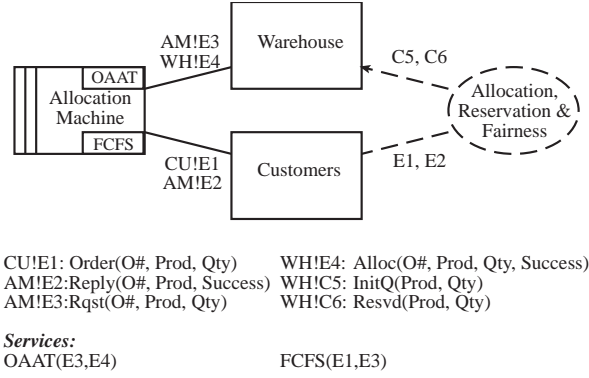 AM!E3
WH!E4
Warehouse
C5, C6
OAAT
Allocation
Machine
FCFS
Allocation,
Reservation &
Fairness
CU!E1
AM!E2
Customers
E1, E2
CU!E1: Order(O#, Prod, Qty)
WH!E4: Alloc(O#, Prod, Qty, Success)
AM!E2:Reply(O#, Prod, Success)
WH!C5: InitQ(Prod, Qty)
AM!E3:Rqst(O#, Prod, Qty)
WH!C6: Resvd(Prod, Qty)
Services:
OAAT(E3,E4)
FCFS(E1,E3)